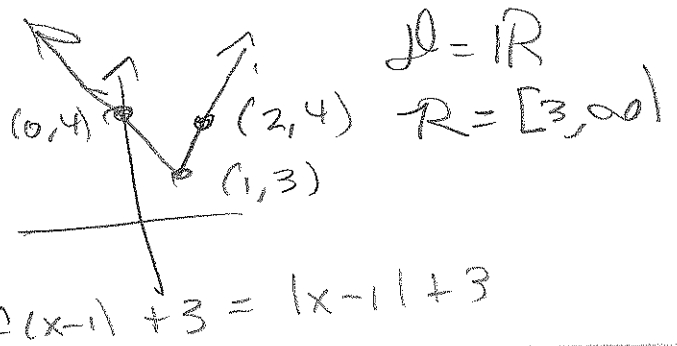 𝒟 = ℝ
(0,4) (2,4) R = [3,∞)
(1,3)
(x-1) + 3 = |x-1| + 3